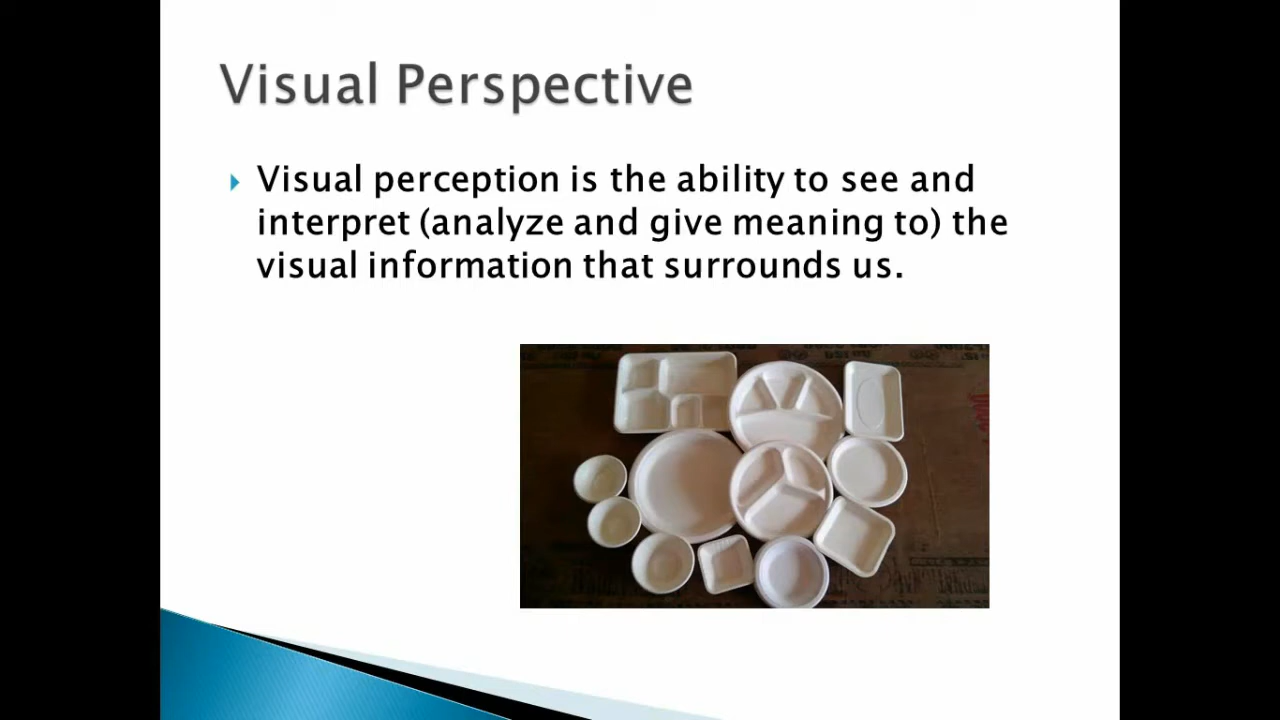 Visual Perspective
Visual perception is the ability to see and
interpret (analyze and give meaning to) the
visual information that surrounds us.